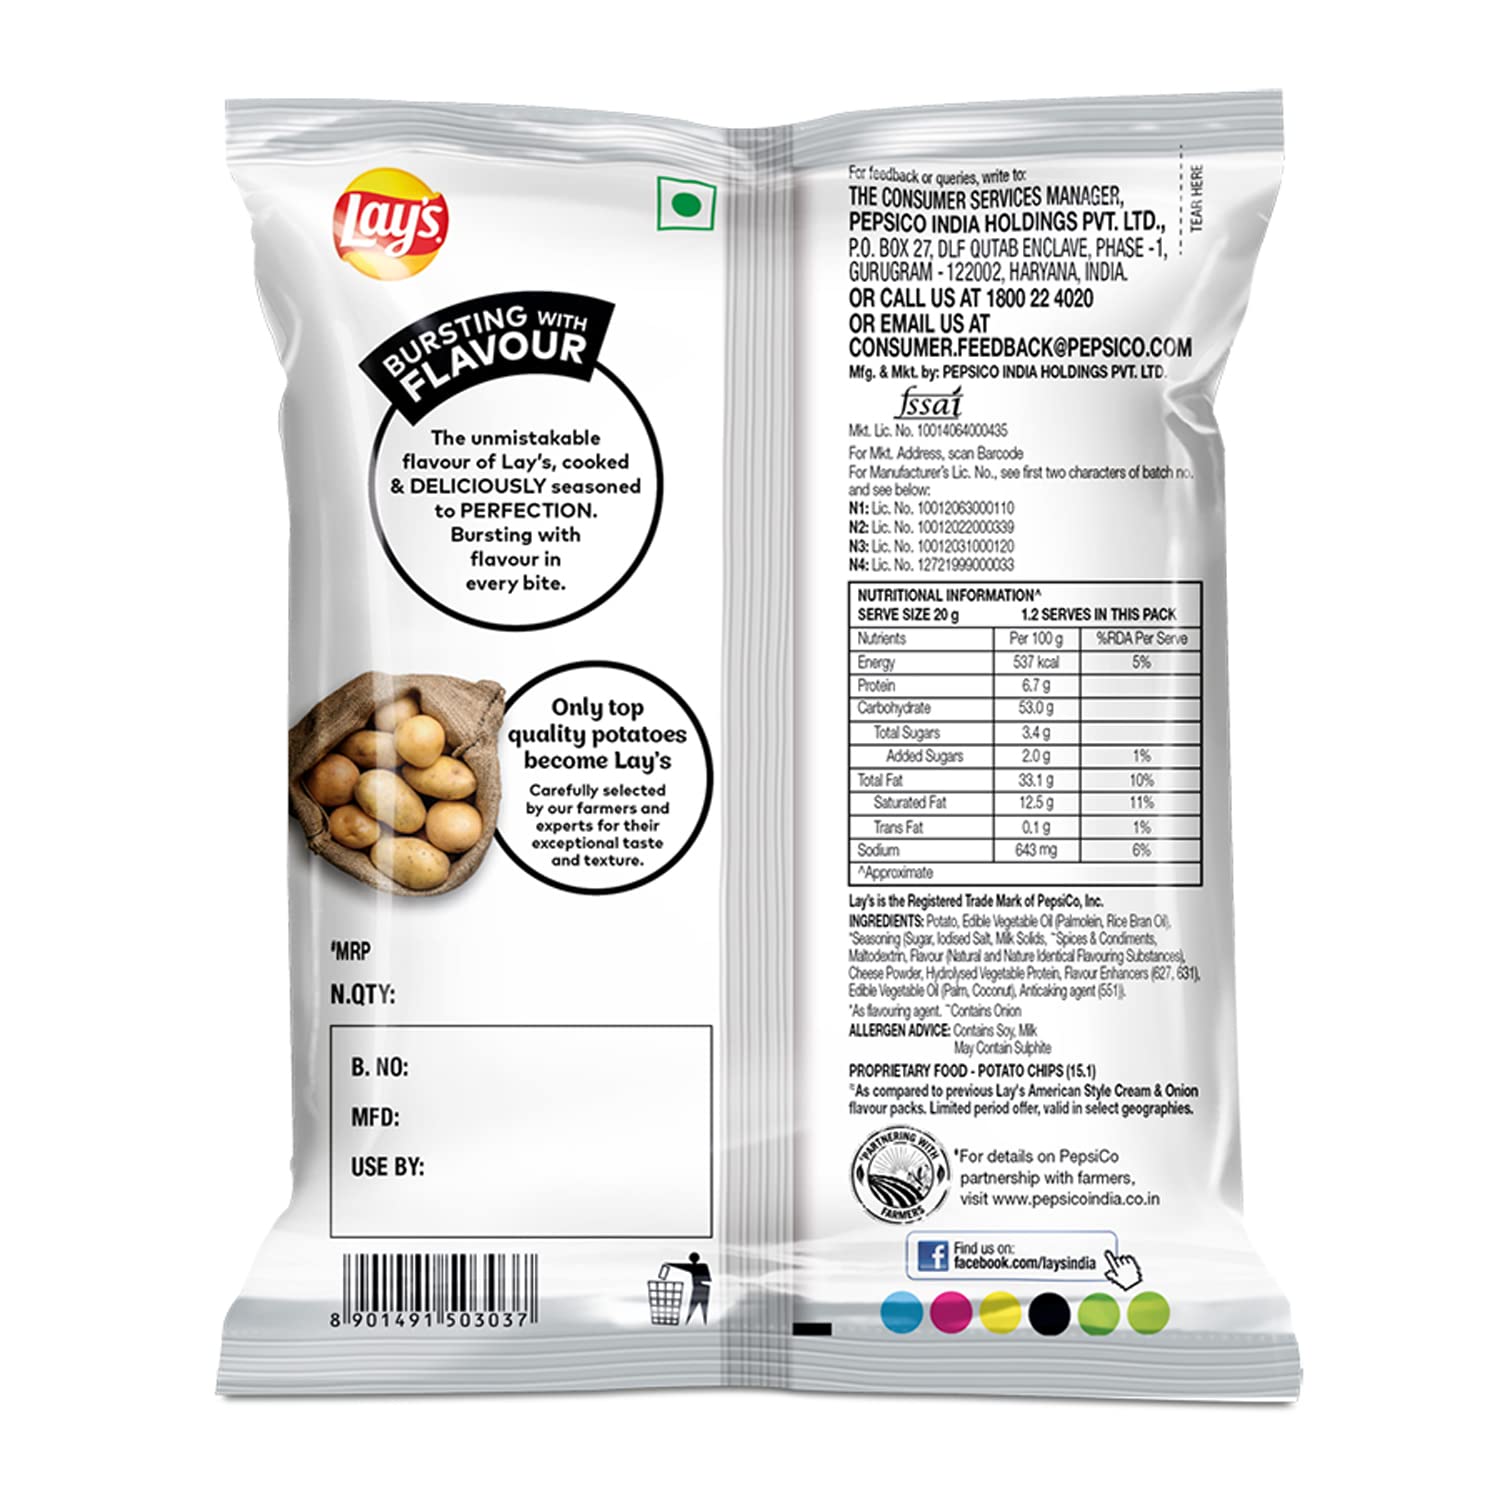 Lay's
BURSTING WITH
FLAVOUR
The unmistakable
flavour of Lay's, cooked
& DELICIOUSLY seasoned
to PERFECTION.
Bursting with
flavour in
every bite.
Only top
quality potatoes
become Lay's
Carefully selected
by our farmers and
experts for their
exceptional taste
and texture.
#MRP
N.QTY:
B. NO:
MFD:
USE BY:
8 901491 503037
For feedback or queries, write to:
THE CONSUMER SERVICES MANAGER,
PEPSICO INDIA HOLDINGS PVT. LTD.,
P.O. BOX 27, DLF QUTAB ENCLAVE, PHASE -1,
GURUGRAM - 122002, HARYANA, INDIA.
OR CALL US AT 1800 22 4020
OR EMAIL US AT
CONSUMER.FEEDBACK@PEPSICO.COM
Mfg. & Mkt. by: PEPSICO INDIA HOLDINGS PVT. LTD.
TEAR HERE
fssai
Mkt. Lic. No. 10014064000435
For Mkt. Address, scan Barcode
For Manufacturer's Lic. No., see first two characters of batch no.
and see below:
N1: Lic. No. 10012063000110
N2: Lic. No. 10012022000339
N3: Lic. No. 10012031000120
N4: Lic. No. 12721999000033
NUTRITIONAL INFORMATION^
SERVE SIZE 20 g 1.2 SERVES IN THIS PACK
Nutrients Per 100 g %RDA Per Serve
Energy 537 kcal 5%
Protein 6.7 g
Carbohydrate 53.0 g
Total Sugars 3.4 g
Added Sugars 2.0 g 1%
Total Fat 33.1 g 10%
Saturated Fat 12.5 g 11%
Trans Fat 0.1 g 1%
Sodium 643 mg 6%
^Approximate
Lay's is the Registered Trade Mark of PepsiCo, Inc.
INGREDIENTS: Potato, Edible Vegetable Oil (Palmolein, Rice Bran Oil),
*Seasoning (Sugar, Iodised Salt, Milk Solids, ~Spices & Condiments,
Maltodextrin, Flavour (Natural and Nature Identical Flavouring Substances),
Cheese Powder, Hydrolysed Vegetable Protein, Flavour Enhancers (627, 631),
Edible Vegetable Oil (Palm, Coconut), Anticaking agent (551)).
*As flavouring agent. ~Contains Onion
ALLERGEN ADVICE: Contains Soy, Milk
May Contain Sulphite
PROPRIETARY FOOD - POTATO CHIPS (15.1)
≈As compared to previous Lay's American Style Cream & Onion
flavour packs. Limited period offer, valid in select geographies.
#PARTNERING WITH
FARMERS
#For details on PepsiCo
partnership with farmers,
visit www.pepsicoindia.co.in
f
Find us on:
facebook.com/laysindia